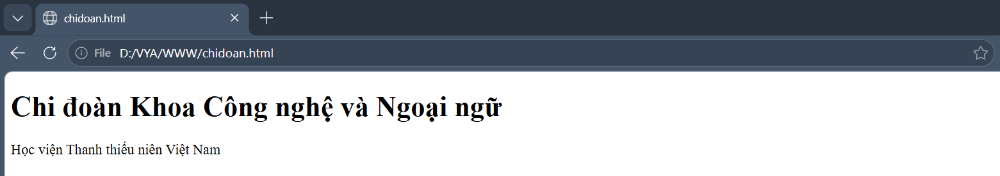 chidoan.html
File D:/VYA/WWW/chidoan.html
Chi đoàn Khoa Công nghệ và Ngoại ngữ
Học viện Thanh thiếu niên Việt Nam